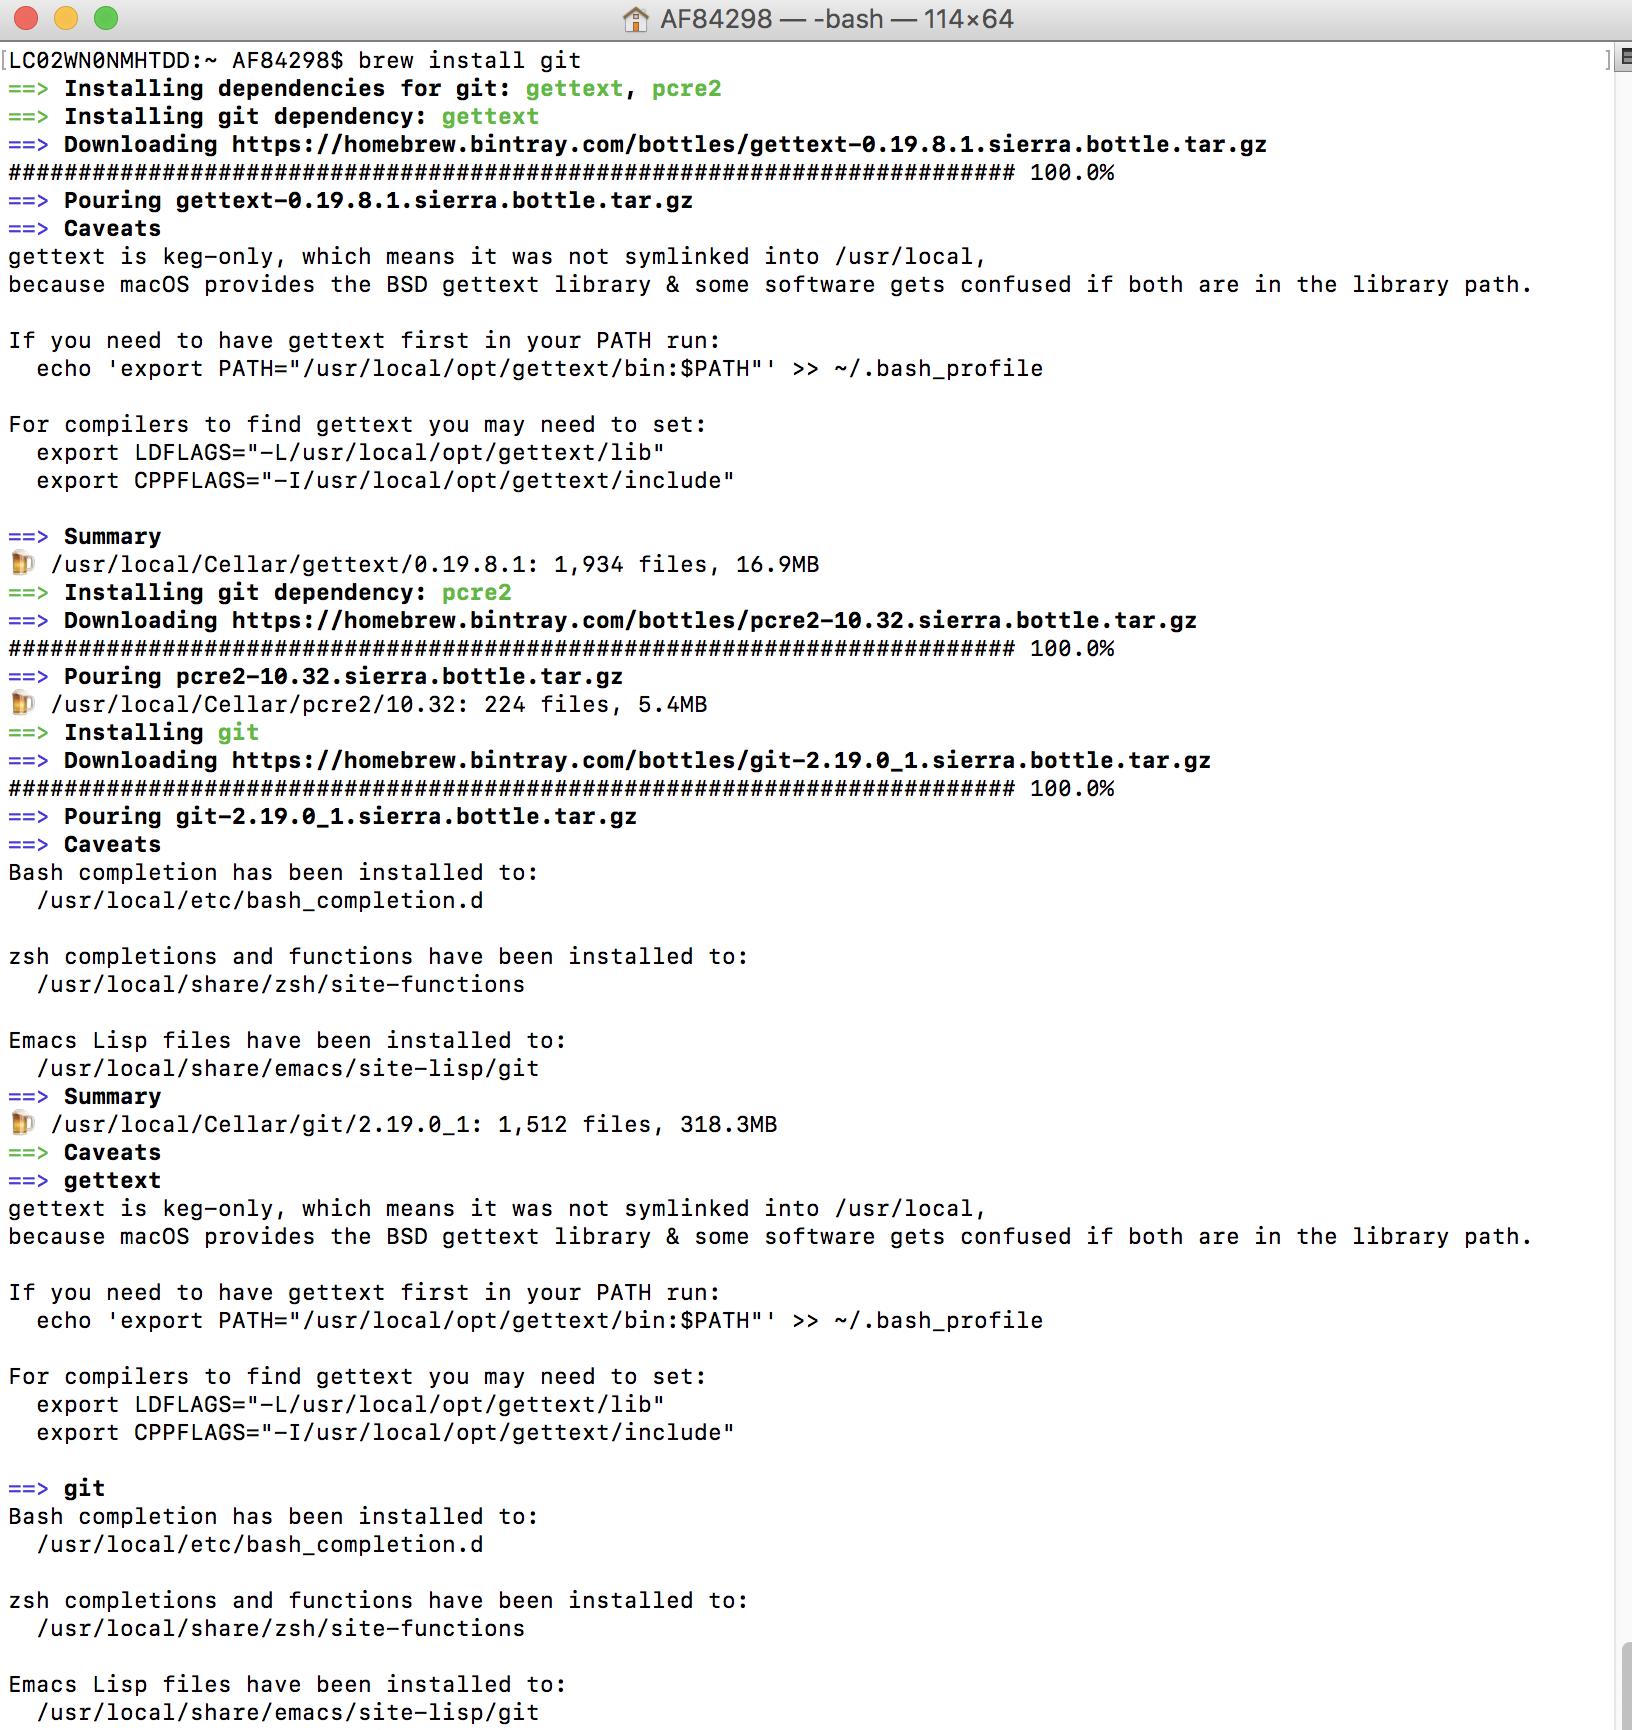 AF84298 — -bash — 114×64
[LC02WN0NMHTDD:~ AF84298$ brew install git ]
==> Installing dependencies for git: gettext, pcre2
==> Installing git dependency: gettext
==> Downloading https://homebrew.bintray.com/bottles/gettext-0.19.8.1.sierra.bottle.tar.gz
######################################################################## 100.0%
==> Pouring gettext-0.19.8.1.sierra.bottle.tar.gz
==> Caveats
gettext is keg-only, which means it was not symlinked into /usr/local,
because macOS provides the BSD gettext library & some software gets confused if both are in the library path.

If you need to have gettext first in your PATH run:
  echo 'export PATH="/usr/local/opt/gettext/bin:$PATH"' >> ~/.bash_profile

For compilers to find gettext you may need to set:
  export LDFLAGS="-L/usr/local/opt/gettext/lib"
  export CPPFLAGS="-I/usr/local/opt/gettext/include"

==> Summary
🍺 /usr/local/Cellar/gettext/0.19.8.1: 1,934 files, 16.9MB
==> Installing git dependency: pcre2
==> Downloading https://homebrew.bintray.com/bottles/pcre2-10.32.sierra.bottle.tar.gz
######################################################################## 100.0%
==> Pouring pcre2-10.32.sierra.bottle.tar.gz
🍺 /usr/local/Cellar/pcre2/10.32: 224 files, 5.4MB
==> Installing git
==> Downloading https://homebrew.bintray.com/bottles/git-2.19.0_1.sierra.bottle.tar.gz
######################################################################## 100.0%
==> Pouring git-2.19.0_1.sierra.bottle.tar.gz
==> Caveats
Bash completion has been installed to:
  /usr/local/etc/bash_completion.d

zsh completions and functions have been installed to:
  /usr/local/share/zsh/site-functions

Emacs Lisp files have been installed to:
  /usr/local/share/emacs/site-lisp/git
==> Summary
🍺 /usr/local/Cellar/git/2.19.0_1: 1,512 files, 318.3MB
==> Caveats
==> gettext
gettext is keg-only, which means it was not symlinked into /usr/local,
because macOS provides the BSD gettext library & some software gets confused if both are in the library path.

If you need to have gettext first in your PATH run:
  echo 'export PATH="/usr/local/opt/gettext/bin:$PATH"' >> ~/.bash_profile

For compilers to find gettext you may need to set:
  export LDFLAGS="-L/usr/local/opt/gettext/lib"
  export CPPFLAGS="-I/usr/local/opt/gettext/include"

==> git
Bash completion has been installed to:
  /usr/local/etc/bash_completion.d

zsh completions and functions have been installed to:
  /usr/local/share/zsh/site-functions

Emacs Lisp files have been installed to:
  /usr/local/share/emacs/site-lisp/git